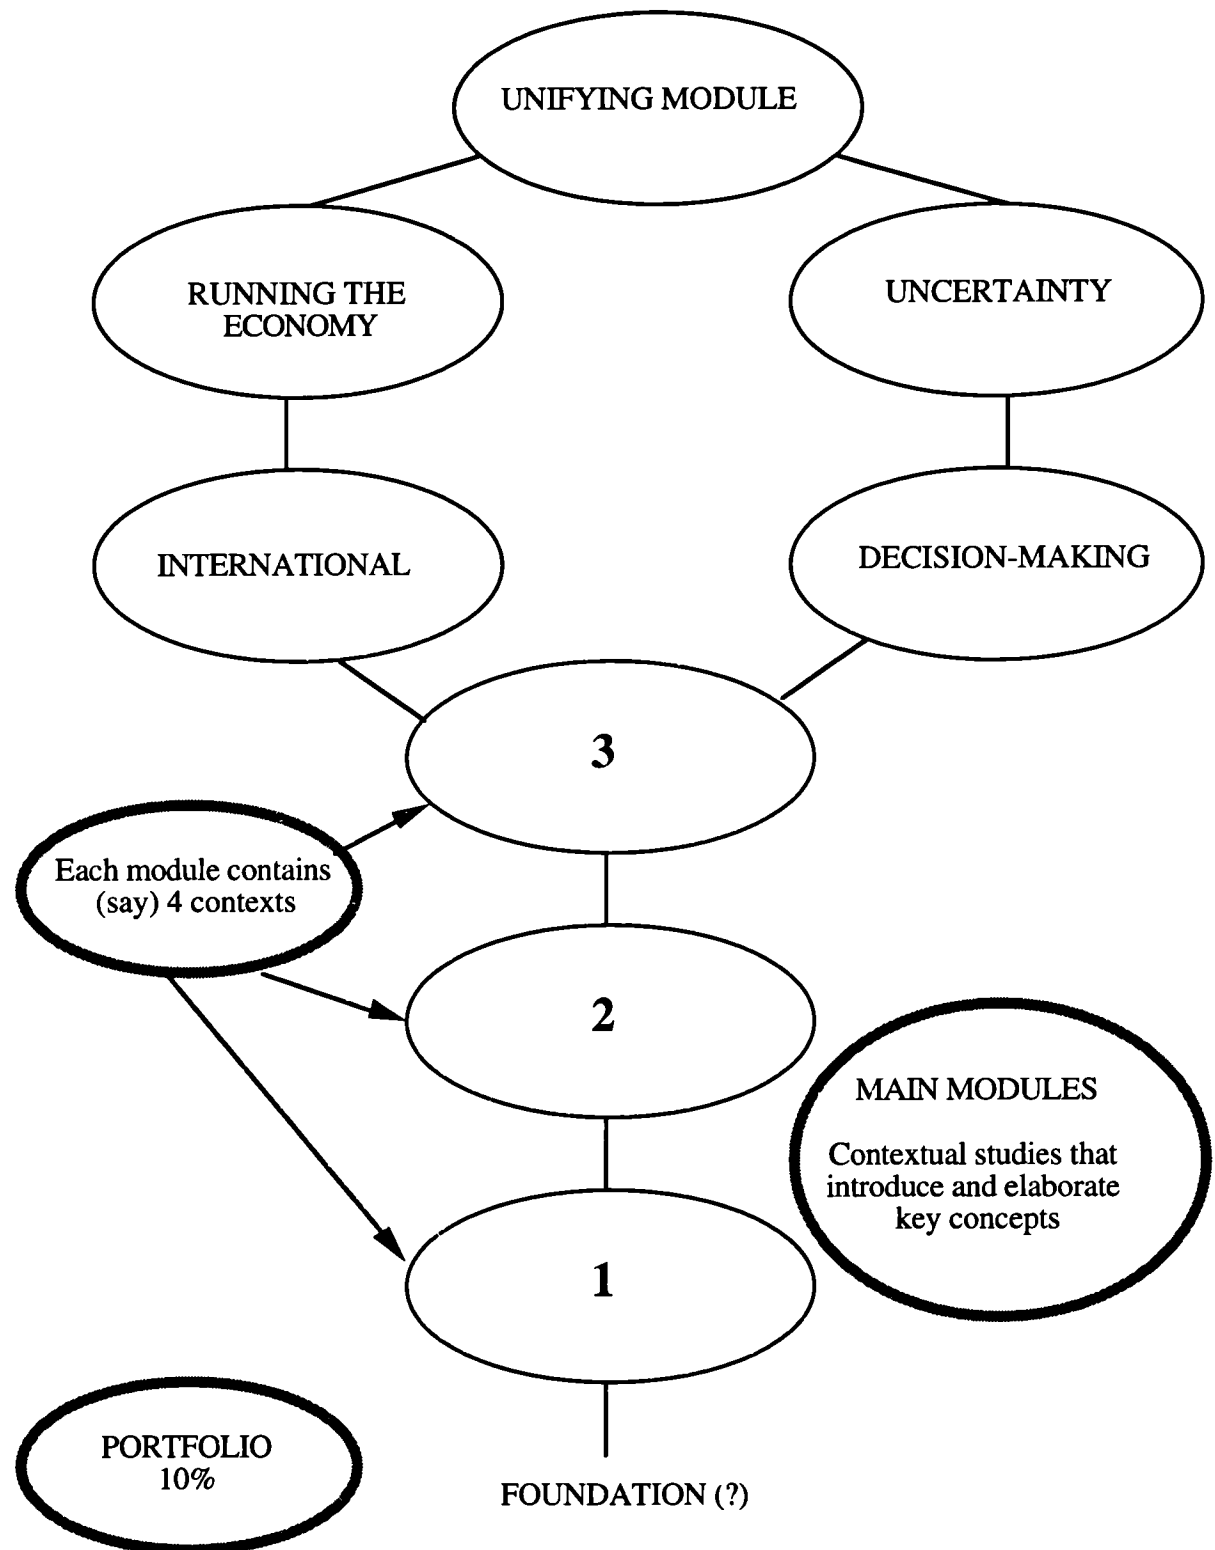 UNIFYING MODULE
RUNNING THE
ECONOMY
UNCERTAINTY
INTERNATIONAL
DECISION-MAKING
3
Each module contains
(say) 4 contexts
2
MAIN MODULES
Contextual studies that
introduce and elaborate
key concepts
1
PORTFOLIO
10%
FOUNDATION (?)